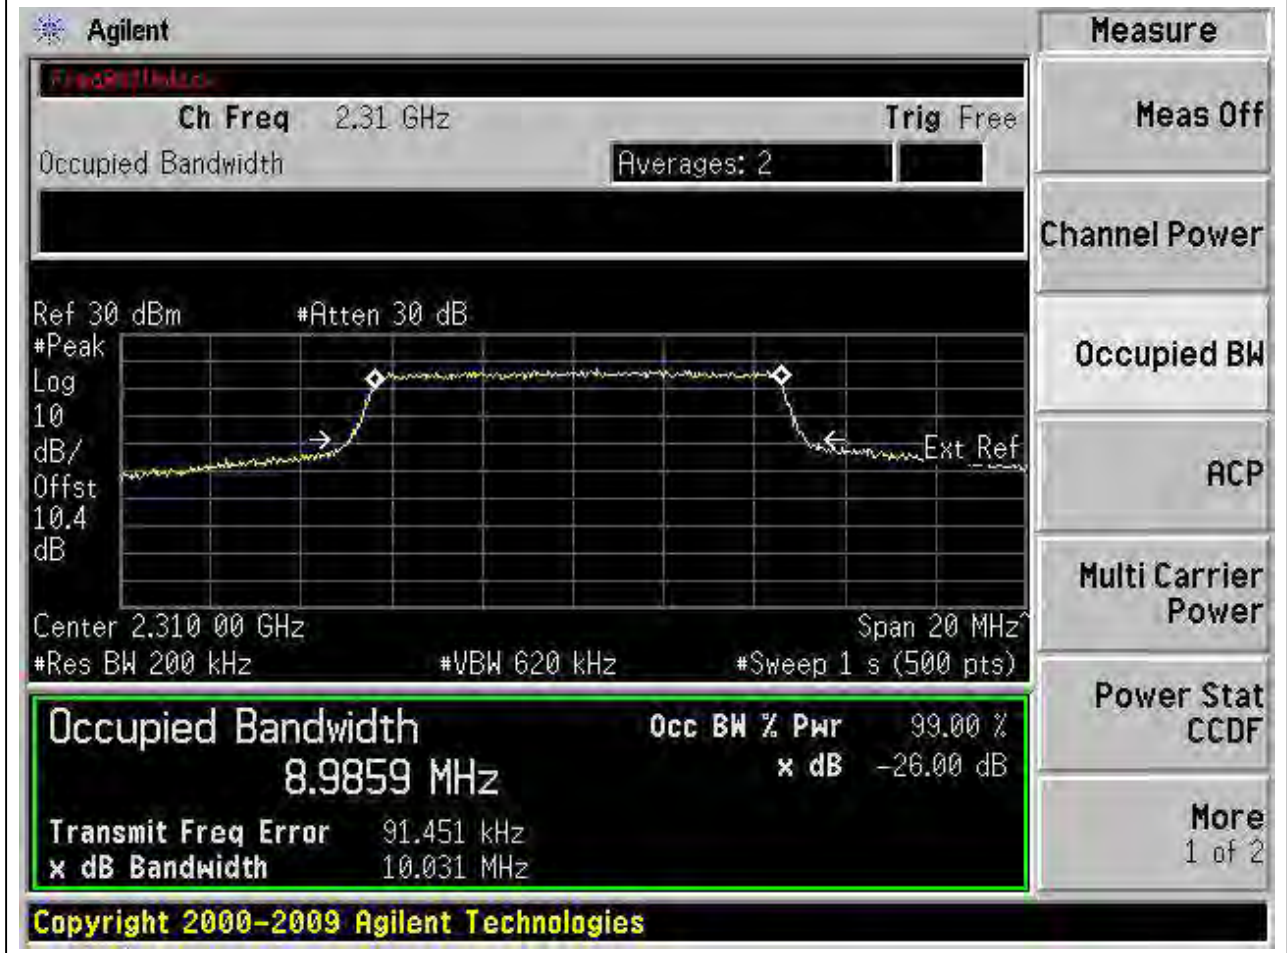 Agilent
Measure
Ch Freq 2.31 GHz Trig Free
Occupied Bandwidth Averages: 2
Meas Off
Channel Power
Occupied BW
ACP
Multi Carrier
Power
Power Stat
CCDF
More
1 of 2
Ref 30 dBm #Atten 30 dB
#Peak
Log
10
dB/
Offst
10.4
dB
Ext Ref
Center 2.310 00 GHz Span 20 MHz
#Res BW 200 kHz #VBW 620 kHz #Sweep 1 s (500 pts)
Occupied Bandwidth
8.9859 MHz
Occ BW % Pwr 99.00 %
x dB -26.00 dB
Transmit Freq Error 91.451 kHz
x dB Bandwidth 10.031 MHz
Copyright 2000-2009 Agilent Technologies